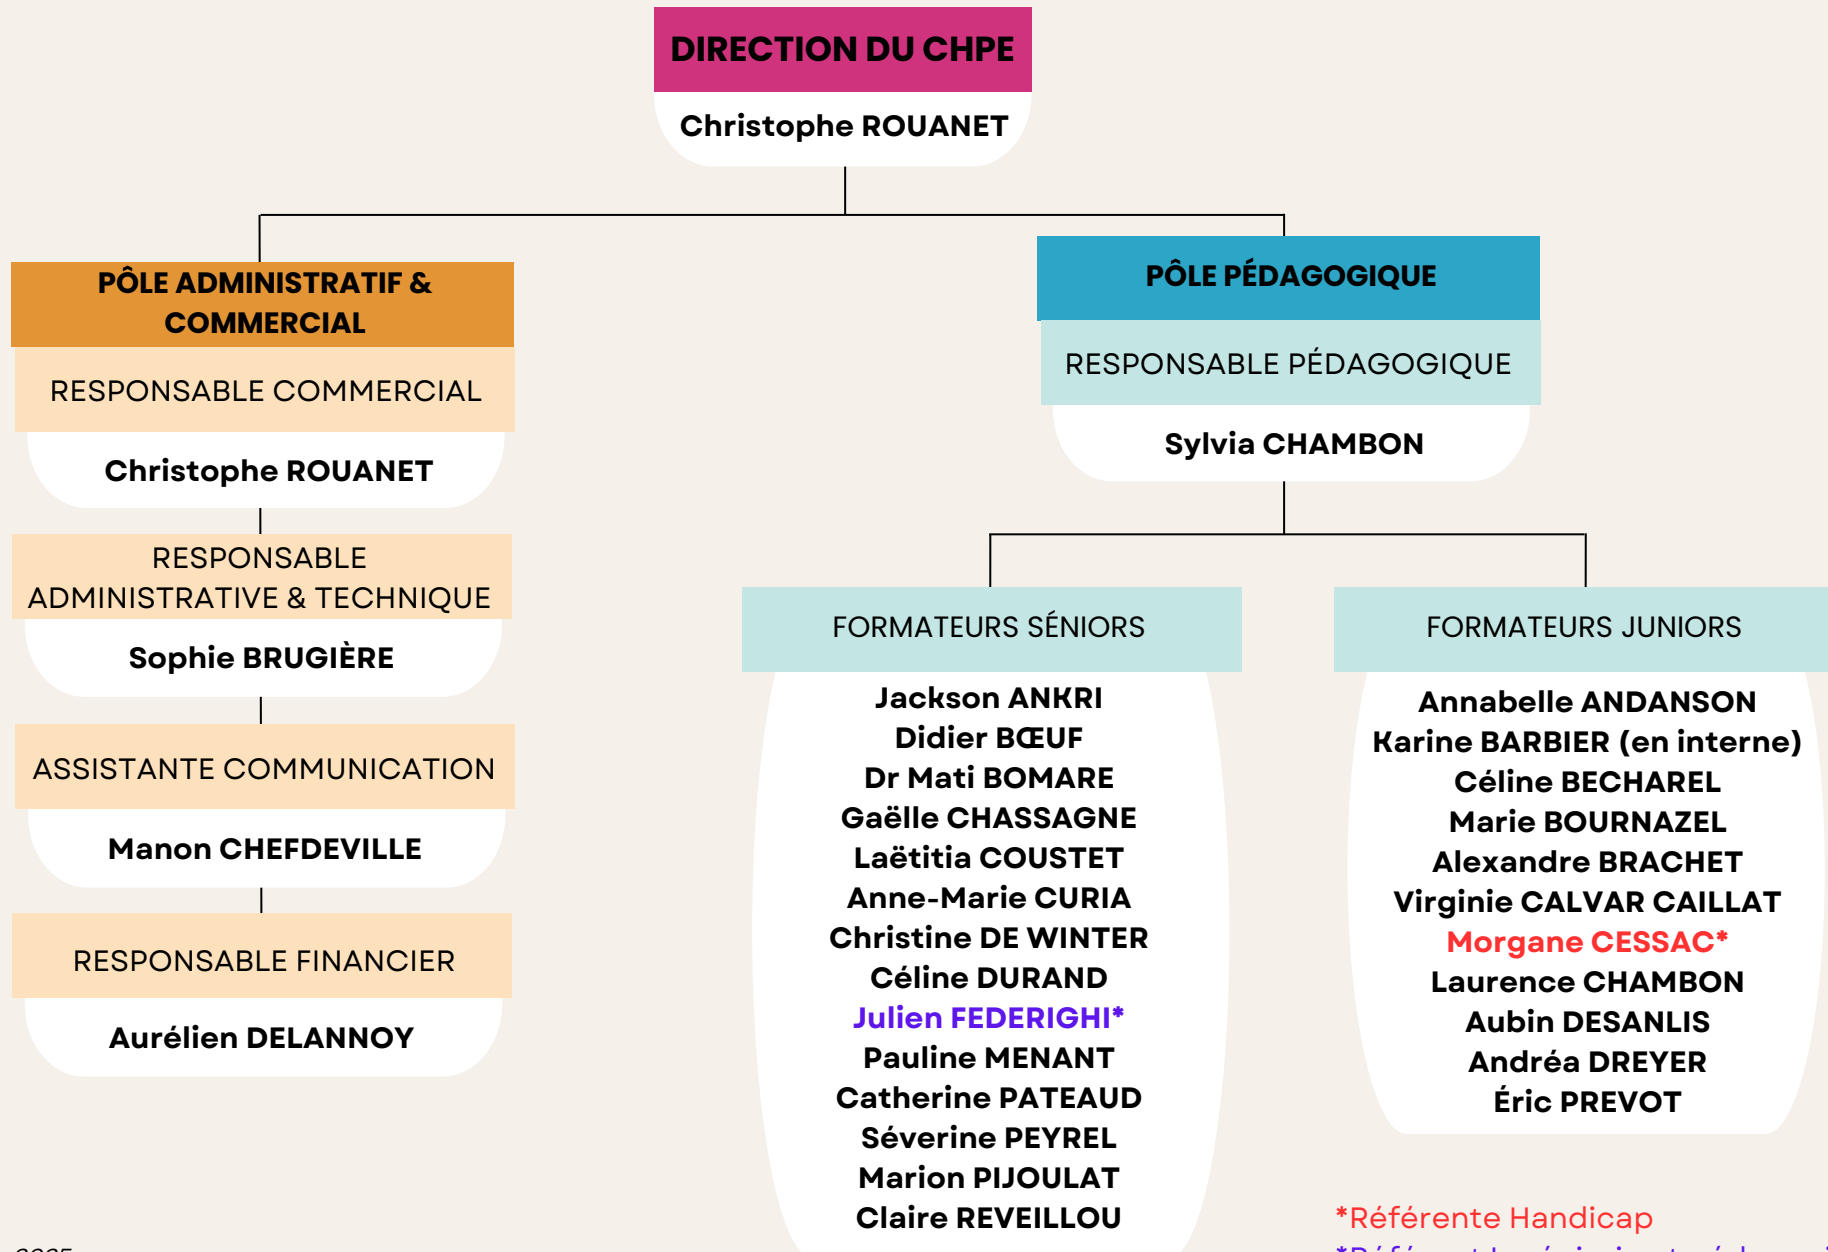 DIRECTION DU CHPE
Christophe ROUANET
PÔLE ADMINISTRATIF &
COMMERCIAL
RESPONSABLE COMMERCIAL
Christophe ROUANET
RESPONSABLE
ADMINISTRATIVE & TECHNIQUE
Sophie BRUGIÈRE
ASSISTANTE COMMUNICATION
Manon CHEFDEVILLE
RESPONSABLE FINANCIER
Aurélien DELANNOY
PÔLE PÉDAGOGIQUE
RESPONSABLE PÉDAGOGIQUE
Sylvia CHAMBON
FORMATEURS SÉNIORS
Jackson ANKRI
Didier BŒUF
Dr Mati BOMARE
Gaëlle CHASSAGNE
Laëtitia COUSTET
Anne-Marie CURIA
Christine DE WINTER
Céline DURAND
Julien FEDERIGHI*
Pauline MENANT
Catherine PATEAUD
Séverine PEYREL
Marion PIJOULAT
Claire REVEILLOU
FORMATEURS JUNIORS
Annabelle ANDANSON
Karine BARBIER (en interne)
Céline BECHAREL
Marie BOURNAZEL
Alexandre BRACHET
Virginie CALVAR CAILLAT
Morgane CESSAC*
Laurence CHAMBON
Aubin DESANLIS
Andréa DREYER
Éric PREVOT
*Référente Handicap
*Référent